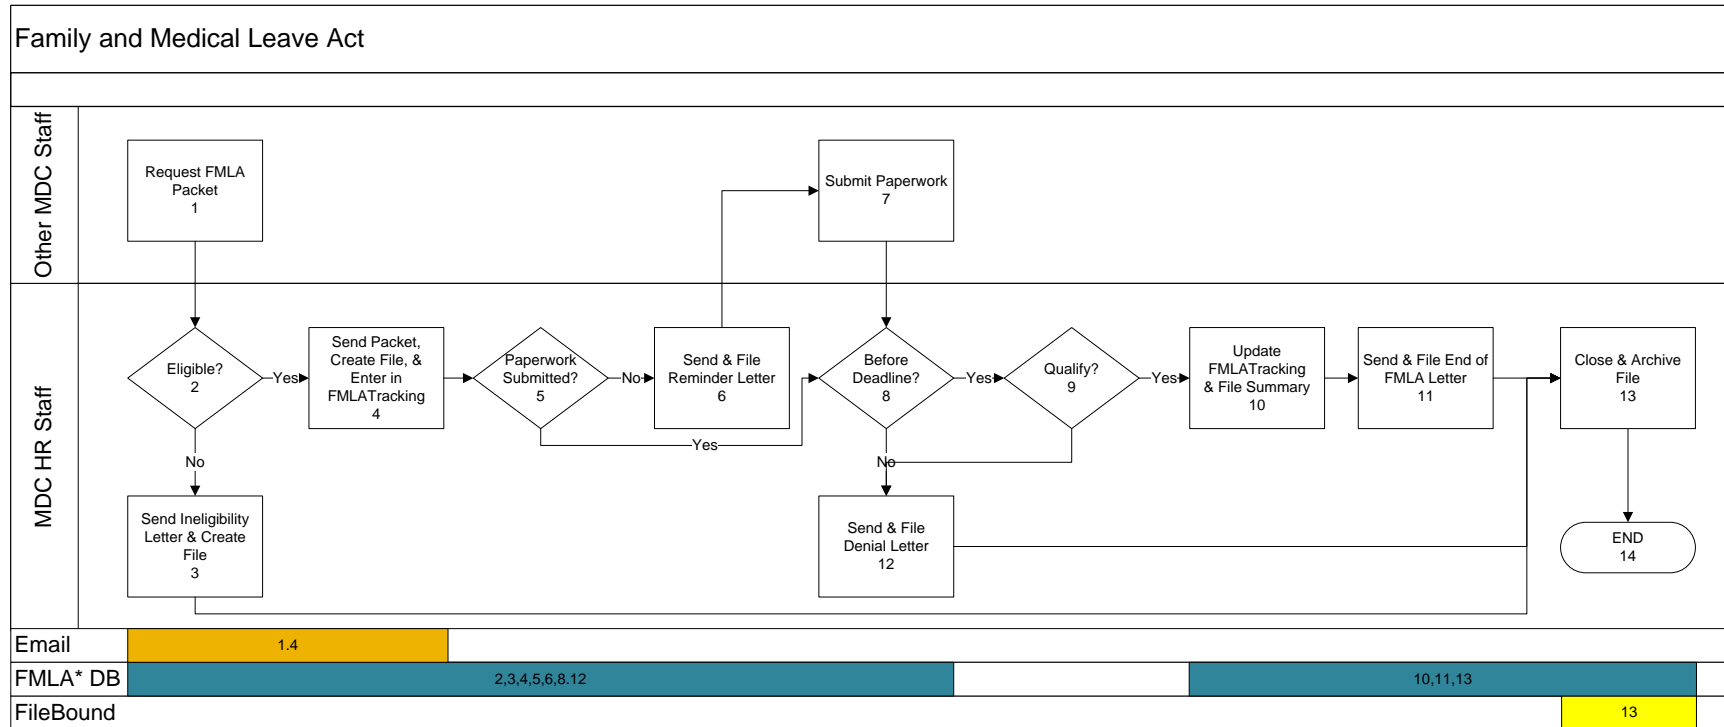 Family and Medical Leave Act
Other MDC Staff
Request FMLA
Packet
1
Submit Paperwork
7
MDC HR Staff
Eligible?
2
Yes
Send Packet,
Create File, &
Enter in
FMLATracking
4
Paperwork
Submitted?
5
No
Send & File
Reminder Letter
6
Yes
Before
Deadline?
8
Yes
Qualify?
9
Yes
Update
FMLATracking
& File Summary
10
Send & File End of
FMLA Letter
11
Close & Archive
File
13
No
No
Send Ineligibility
Letter & Create
File
3
Send & File
Denial Letter
12
END
14
Email
1.4
FMLA* DB
2,3,4,5,6,8.12
10,11,13
FileBound
13